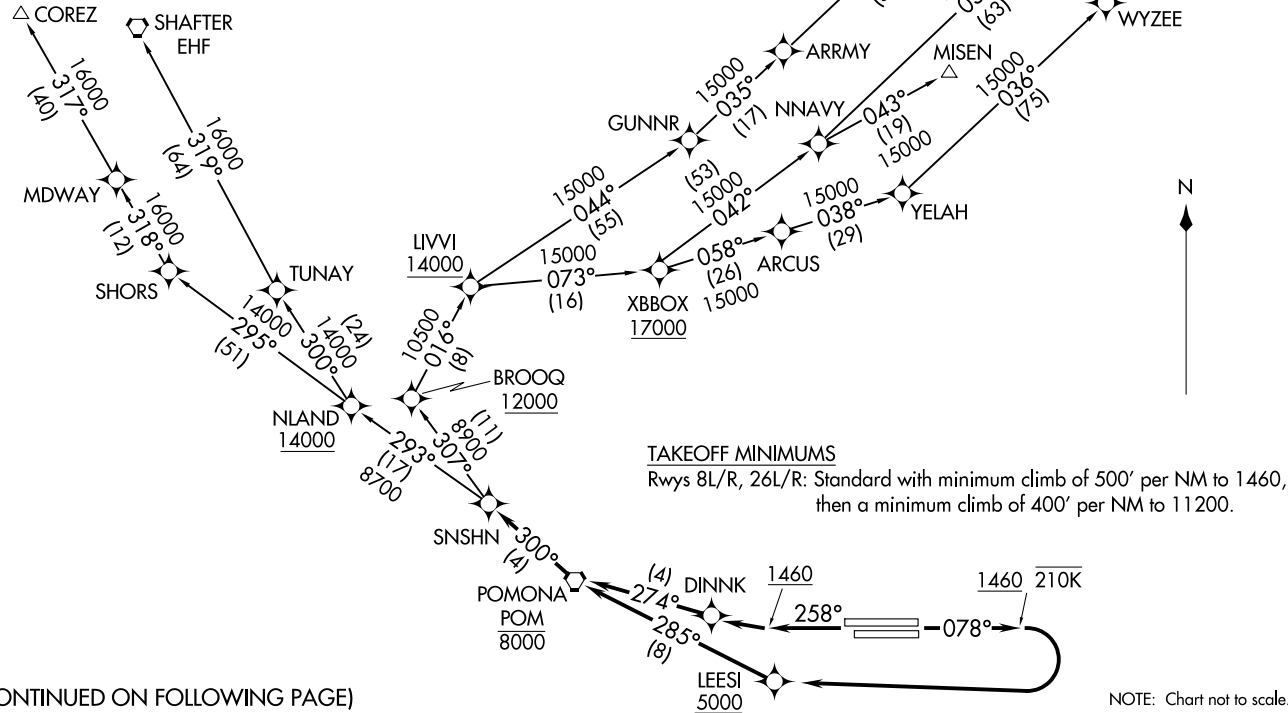 COREZ
SHAFTER
EHF
16000
317°
(40)
16000
319°
(64)
MDWAY
16000
318°
(12)
SHORS
TUNAY
14000
295°
(51)
(24)
14000
300°
NLAND
14000
LIVVI
14000
10500
016°
(8)
BROOQ
12000
(11)
8900
307°
293°
(17)
8700
SNSHN
300°
(4)
POMONA
POM
8000
15000
044°
(55)
GUNNR
15000
035°
(17)
ARRMY
15000
073°
(16)
XBBOX
17000
(53)
15000
042°
NNAVY
(63)
043°
(19)
15000
MISEN
058°
(26)
15000
ARCUS
15000
038°
(29)
YELAH
15000
036°
(75)
WYZEE
N
TAKEOFF MINIMUMS
Rwys 8L/R, 26L/R: Standard with minimum climb of 500' per NM to 1460,
then a minimum climb of 400' per NM to 11200.
(4)
274°
DINNK
1460
258°
078°
1460
210K
285°
(8)
LEESI
5000
ONTINUED ON FOLLOWING PAGE)
NOTE: Chart not to scale.